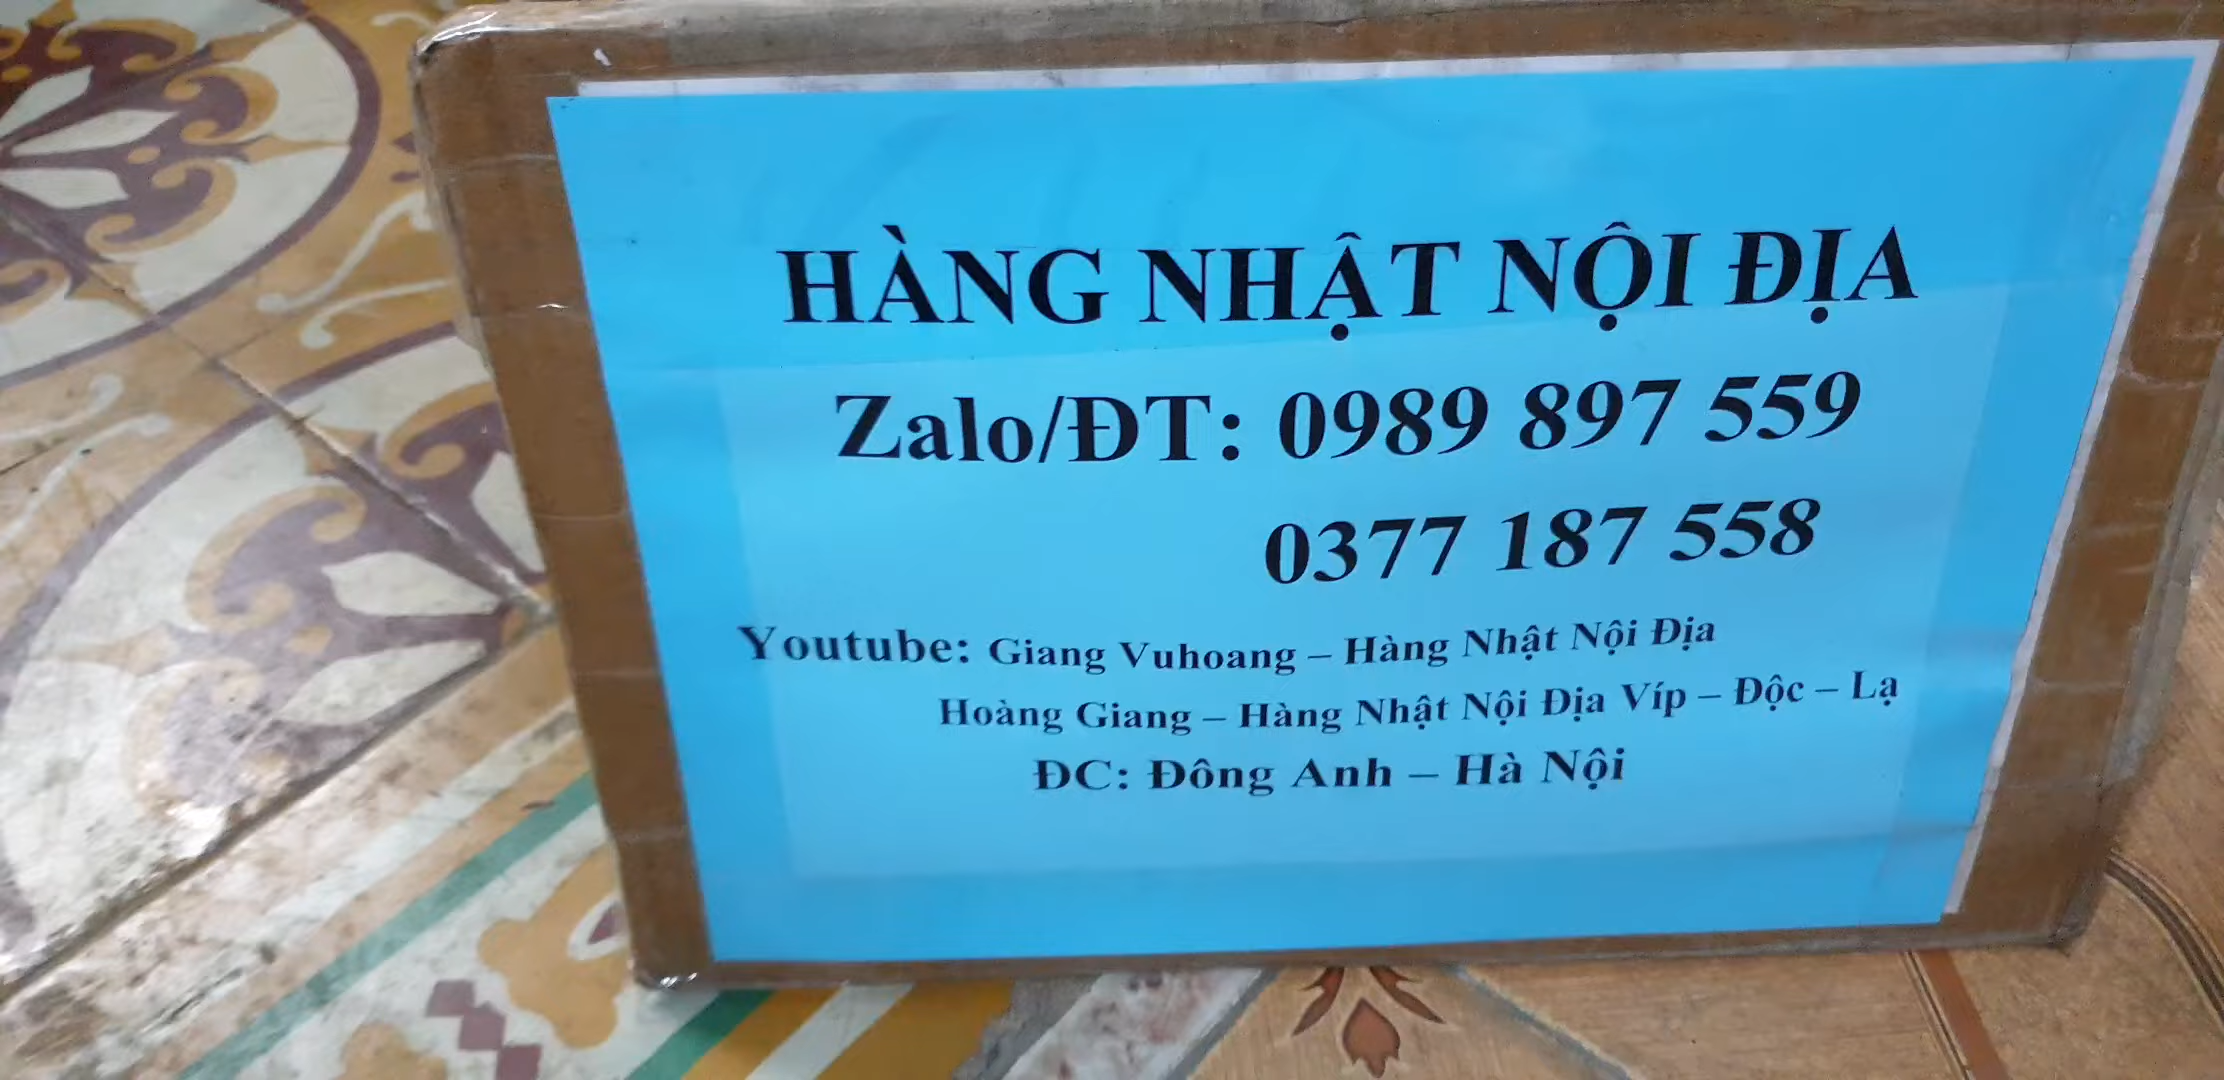 HÀNG NHẬT NỘI ĐỊA
Zalo/ĐT: 0989 897 559
0377 187 558
Youtube: Giang Vuhoang – Hàng Nhật Nội Địa
Hoàng Giang – Hàng Nhật Nội Địa Víp – Độc – Lạ
ĐC: Đông Anh – Hà Nội